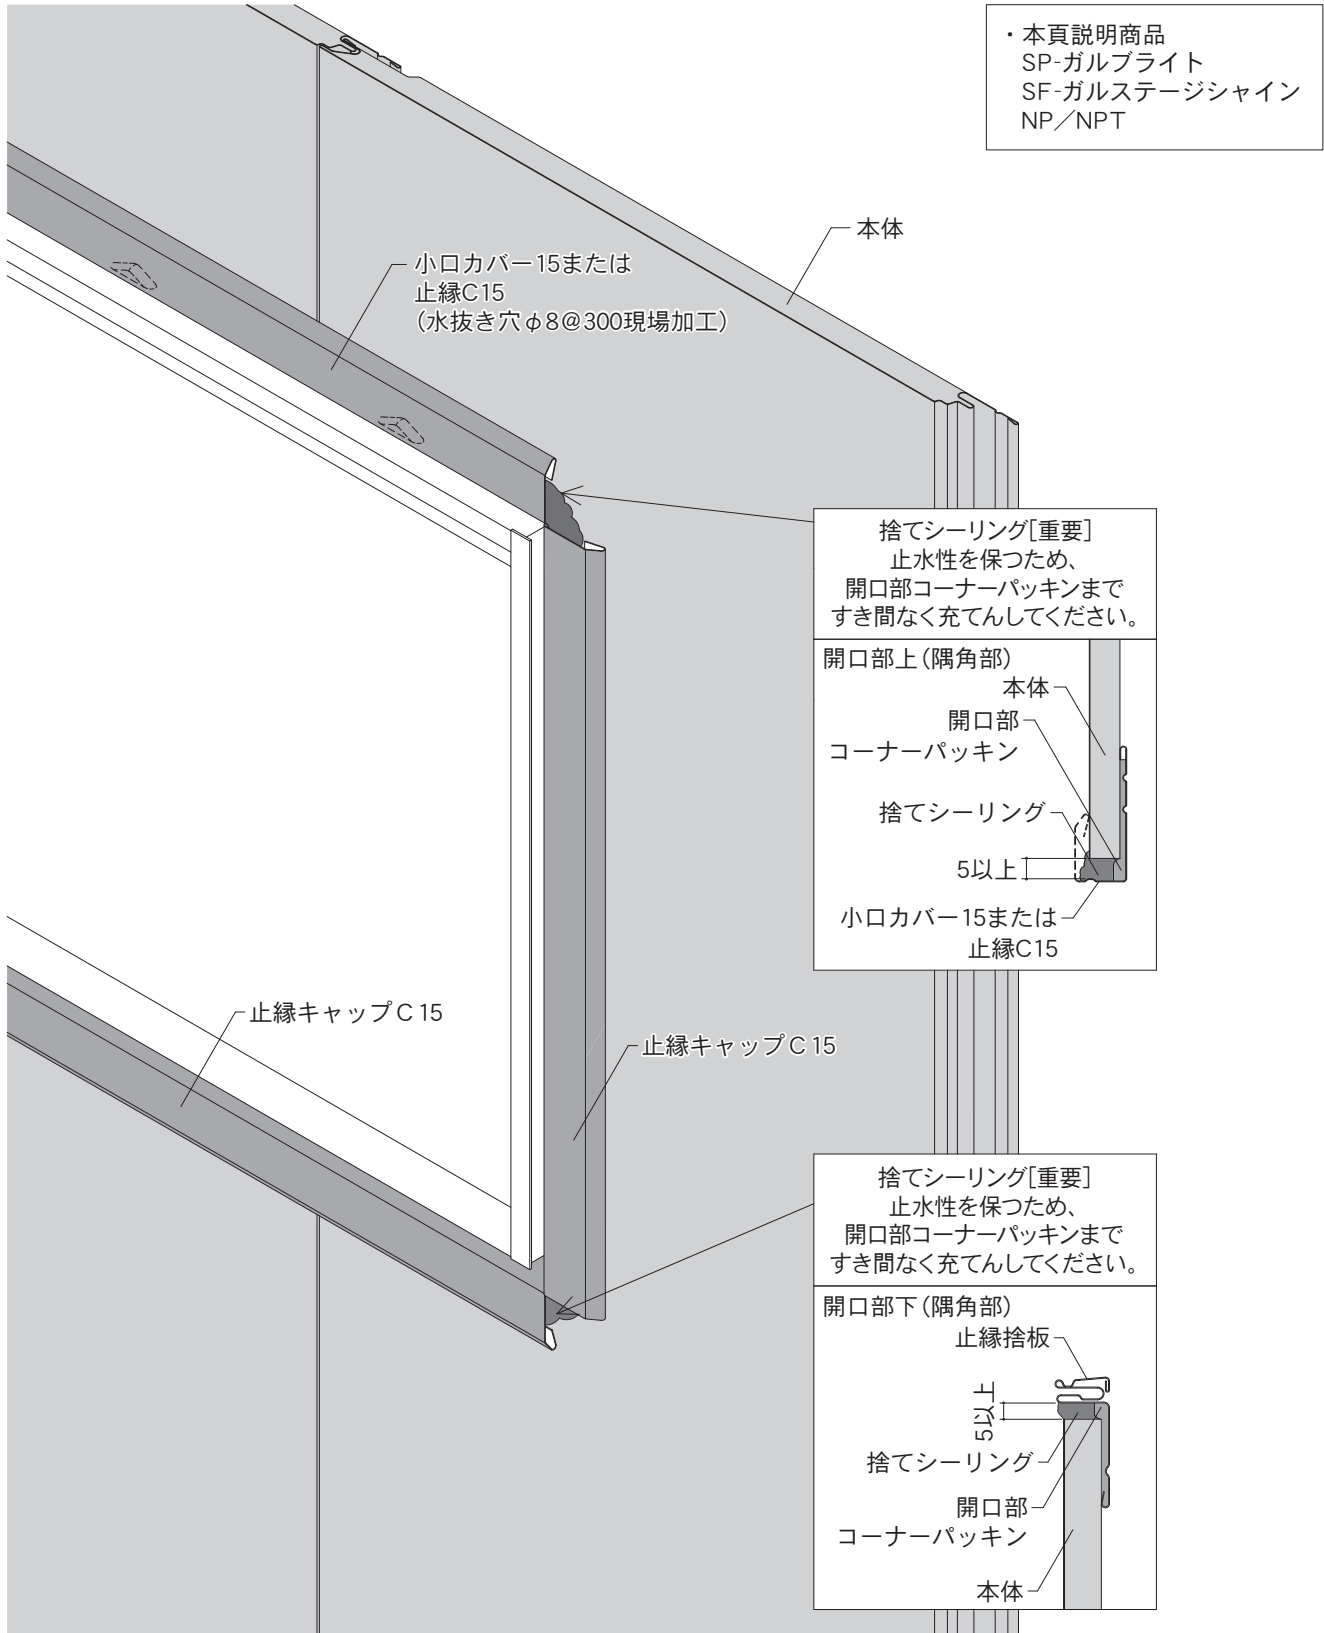 ・本頁説明商品
SP-ガルブライト
SF-ガルステージシャイン
NP／NPT
本体
小口カバー15または
止縁C15
（水抜き穴φ8@300現場加工）
捨てシーリング[重要]
止水性を保つため、
開口部コーナーパッキンまで
すき間なく充てんしてください。
開口部上（隅角部）
本体
開口部
コーナーパッキン
捨てシーリング
5以上
小口カバー15または
止縁C15
止縁キャップC15
止縁キャップC15
捨てシーリング[重要]
止水性を保つため、
開口部コーナーパッキンまで
すき間なく充てんしてください。
開口部下（隅角部）
止縁捨板
5以上
捨てシーリング
開口部
コーナーパッキン
本体